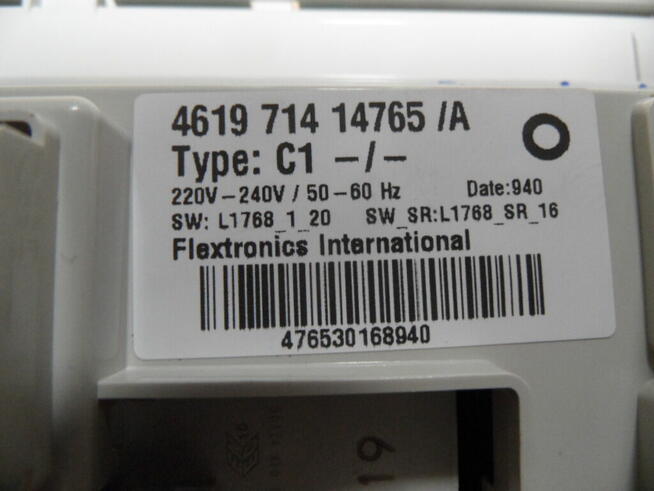 4619 714 14765 /A
Type: C1 -/-
220V-240V / 50-60 Hz Date:940
SW: L1768_1_20 SW_SR:L1768_SR_16
Flextronics International
476530168940
19